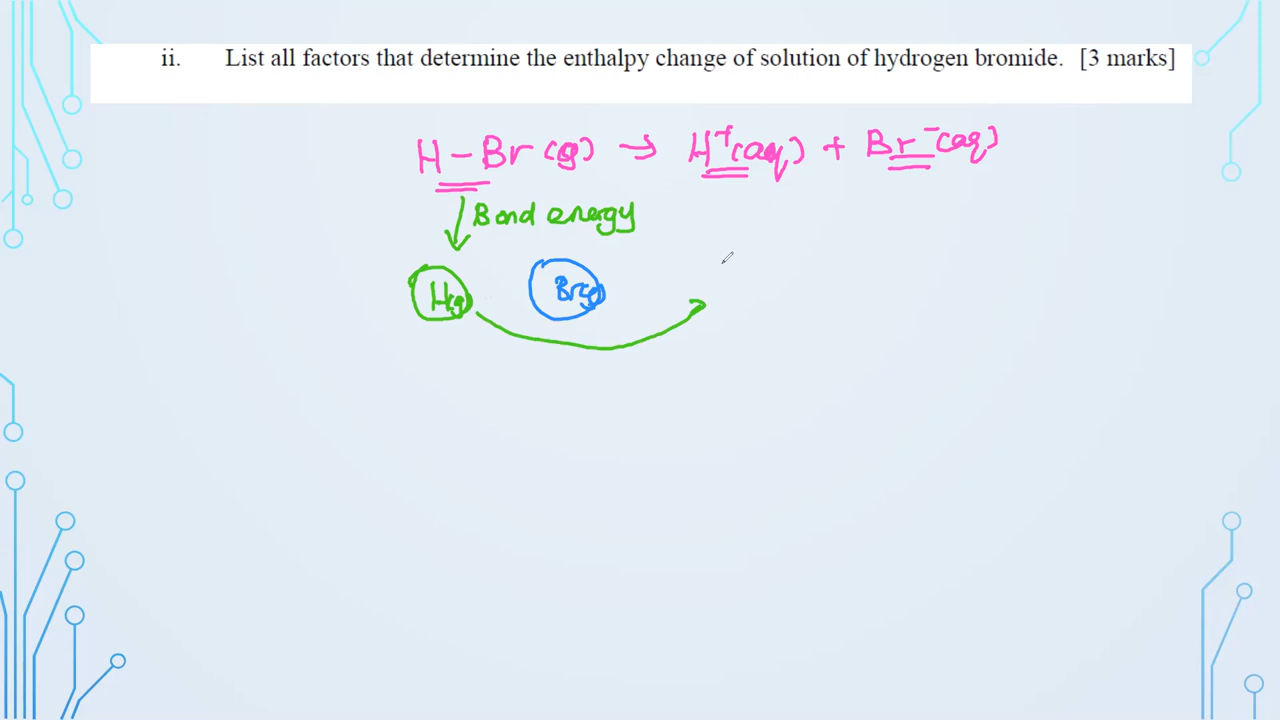 ii. List all factors that determine the enthalpy change of solution of hydrogen bromide. [3 marks]
H - Br (g) → H⁺(aq) + Br⁻(aq)
Bond energy
H(g) Br(g)